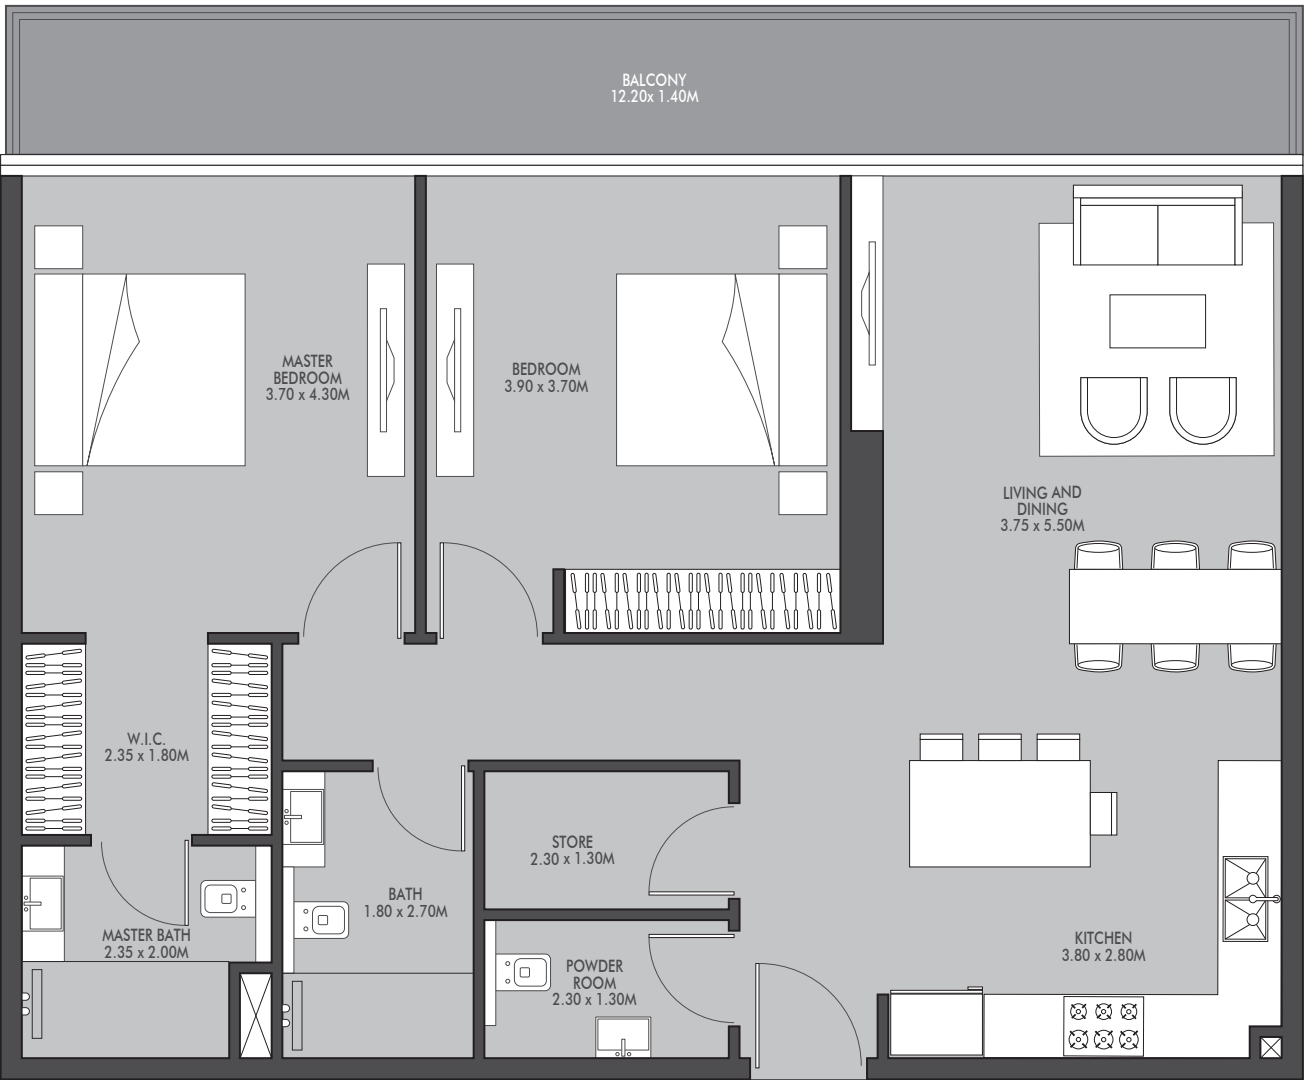 BALCONY
12.20x 1.40M
MASTER
BEDROOM
3.70 x 4.30M
BEDROOM
3.90 x 3.70M
LIVING AND
DINING
3.75 x 5.50M
W.I.C.
2.35 x 1.80M
STORE
2.30 x 1.30M
BATH
1.80 x 2.70M
MASTER BATH
2.35 x 2.00M
KITCHEN
3.80 x 2.80M
POWDER
ROOM
2.30 x 1.30M